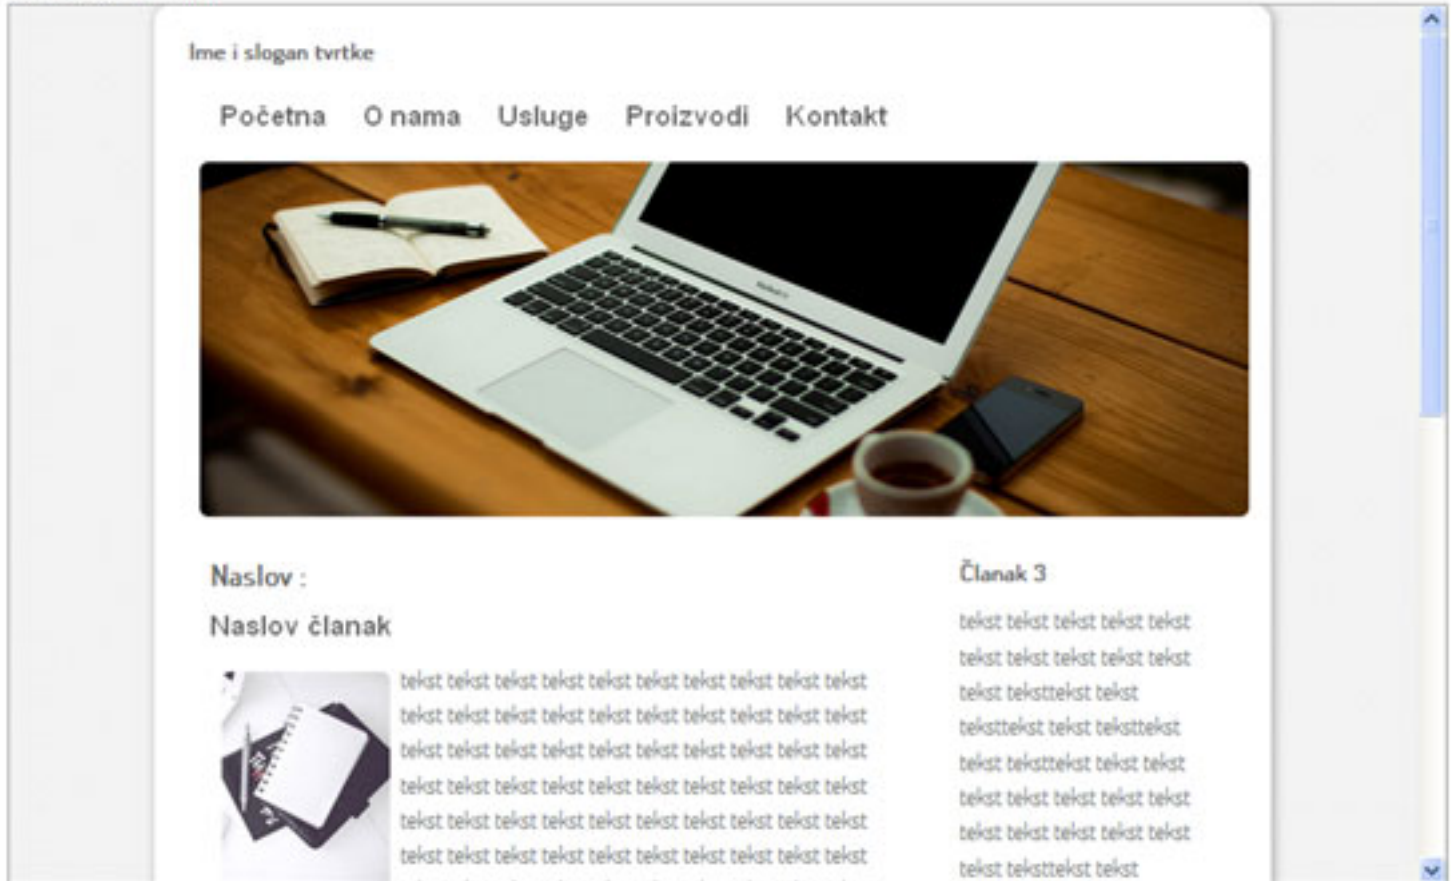 Ime i slogan tvrtke
Početna O nama Usluge Proizvodi Kontakt
Naslov :
Naslov članak
tekst tekst tekst tekst tekst tekst tekst tekst tekst tekst
tekst tekst tekst tekst tekst tekst tekst tekst tekst tekst
tekst tekst tekst tekst tekst tekst tekst tekst tekst tekst
tekst tekst tekst tekst tekst tekst tekst tekst tekst tekst
tekst tekst tekst tekst tekst tekst tekst tekst tekst tekst
tekst tekst tekst tekst tekst tekst tekst tekst tekst tekst
Članak 3
tekst tekst tekst tekst tekst
tekst tekst tekst tekst tekst
tekst teksttekst tekst
teksttekst tekst teksttekst
tekst teksttekst tekst tekst
tekst tekst tekst tekst tekst
tekst tekst tekst tekst tekst
tekst teksttekst tekst